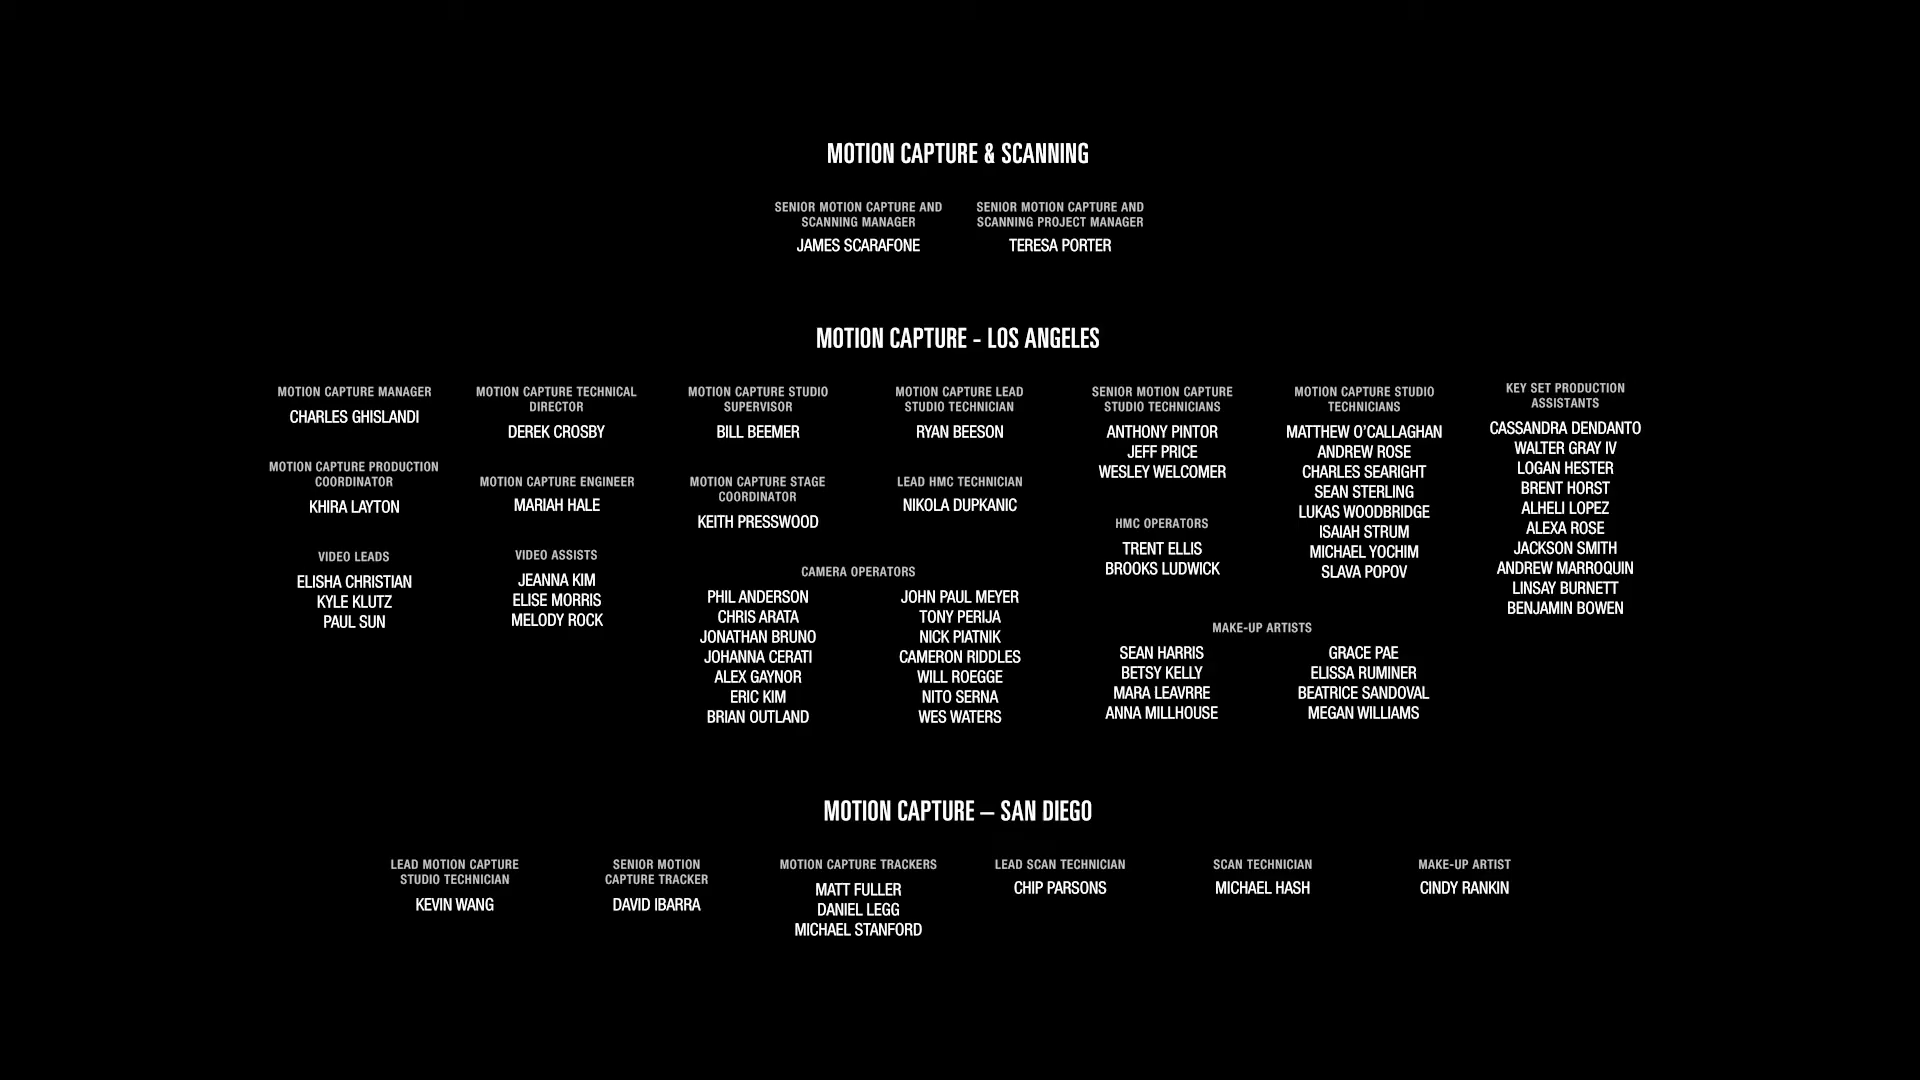 MOTION CAPTURE & SCANNING
SENIOR MOTION CAPTURE AND
SCANNING MANAGER
JAMES SCARAFONE
SENIOR MOTION CAPTURE AND
SCANNING PROJECT MANAGER
TERESA PORTER
MOTION CAPTURE - LOS ANGELES
MOTION CAPTURE MANAGER
CHARLES GHISLANDI
MOTION CAPTURE TECHNICAL
DIRECTOR
DEREK CROSBY
MOTION CAPTURE STUDIO
SUPERVISOR
BILL BEEMER
MOTION CAPTURE LEAD
STUDIO TECHNICIAN
RYAN BEESON
SENIOR MOTION CAPTURE
STUDIO TECHNICIANS
ANTHONY PINTOR
JEFF PRICE
WESLEY WELCOMER
MOTION CAPTURE STUDIO
TECHNICIANS
MATTHEW O'CALLAGHAN
ANDREW ROSE
CHARLES SEARIGHT
SEAN STERLING
LUKAS WOODBRIDGE
ISAIAH STRUM
MICHAEL YOCHIM
SLAVA POPOV
KEY SET PRODUCTION
ASSISTANTS
CASSANDRA DENDANTO
WALTER GRAY IV
LOGAN HESTER
BRENT HORST
ALHELI LOPEZ
ALEXA ROSE
JACKSON SMITH
ANDREW MARROQUIN
LINSAY BURNETT
BENJAMIN BOWEN
MOTION CAPTURE PRODUCTION
COORDINATOR
KHIRA LAYTON
MOTION CAPTURE ENGINEER
MARIAH HALE
MOTION CAPTURE STAGE
COORDINATOR
KEITH PRESSWOOD
LEAD HMC TECHNICIAN
NIKOLA DUPKANIC
HMC OPERATORS
TRENT ELLIS
BROOKS LUDWICK
VIDEO LEADS
ELISHA CHRISTIAN
KYLE KLUTZ
PAUL SUN
VIDEO ASSISTS
JEANNA KIM
ELISE MORRIS
MELODY ROCK
CAMERA OPERATORS
PHIL ANDERSON
CHRIS ARATA
JONATHAN BRUNO
JOHANNA CERATI
ALEX GAYNOR
ERIC KIM
BRIAN OUTLAND
JOHN PAUL MEYER
TONY PERIJA
NICK PIATNIK
CAMERON RIDDLES
WILL ROEGGE
NITO SERNA
WES WATERS
MAKE-UP ARTISTS
SEAN HARRIS
BETSY KELLY
MARA LEAVRRE
ANNA MILLHOUSE
GRACE PAE
ELISSA RUMINER
BEATRICE SANDOVAL
MEGAN WILLIAMS
MOTION CAPTURE – SAN DIEGO
LEAD MOTION CAPTURE
STUDIO TECHNICIAN
KEVIN WANG
SENIOR MOTION
CAPTURE TRACKER
DAVID IBARRA
MOTION CAPTURE TRACKERS
MATT FULLER
DANIEL LEGG
MICHAEL STANFORD
LEAD SCAN TECHNICIAN
CHIP PARSONS
SCAN TECHNICIAN
MICHAEL HASH
MAKE-UP ARTIST
CINDY RANKIN